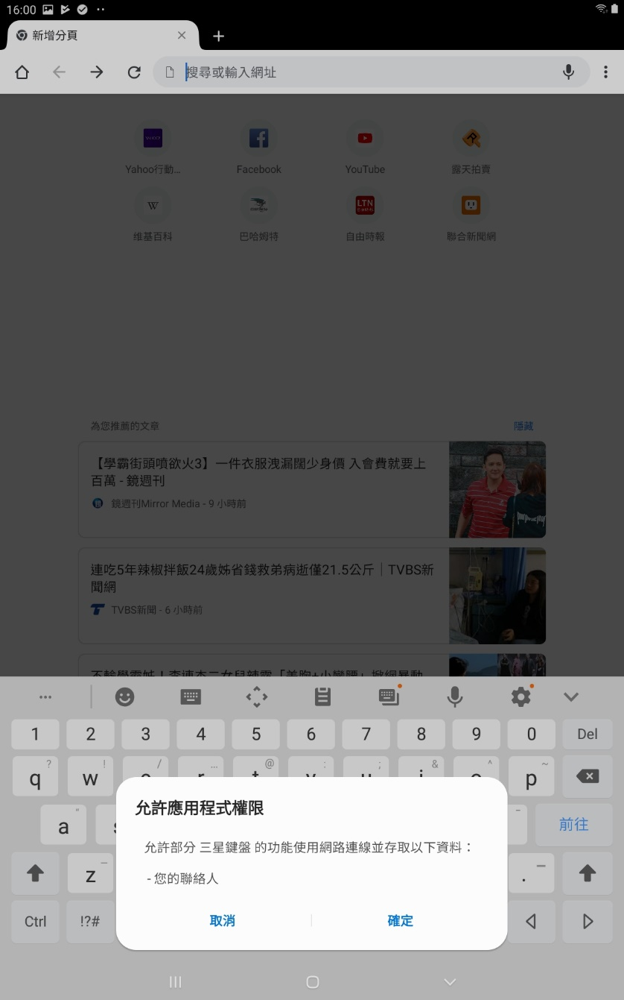 16:00
新增分頁
搜尋或輸入網址
Yahoo行動...
Facebook
YouTube
露天拍賣
维基百科
巴哈姆特
自由時報
聯合新聞網
W
LTN
為您推薦的文章
隱藏
【學霸街頭噴欲火3】一件衣服洩漏闊少身價 入會費就要上
百萬 - 鏡週刊
鏡週刊Mirror Media - 9 小時前
連吃5年辣椒拌飯24歲姊省錢救弟病逝僅21.5公斤｜TVBS新
聞網
TVBS新聞 - 6 小時前
1 2 3 4 5 6 7 8 9 0 Del
? ! / ... @ : ; & ^ ~
q w p
a
前往
z
.
Ctrl !?#
允許應用程式權限
允許部分 三星鍵盤 的功能使用網路連線並存取以下資料：
- 您的聯絡人
取消
確定